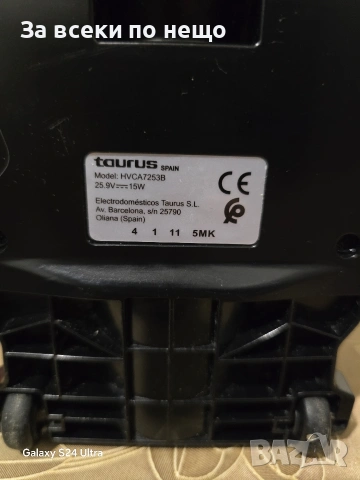 За всеки по нещо
taurus SPAIN
Model: HVCA7253B
25.9V⎓15W
CE
Electrodomésticos Taurus S.L.
Av. Barcelona, s/n 25790
Oliana (Spain)
4 1 11 5MK
Galaxy S24 Ultra
BAZAR